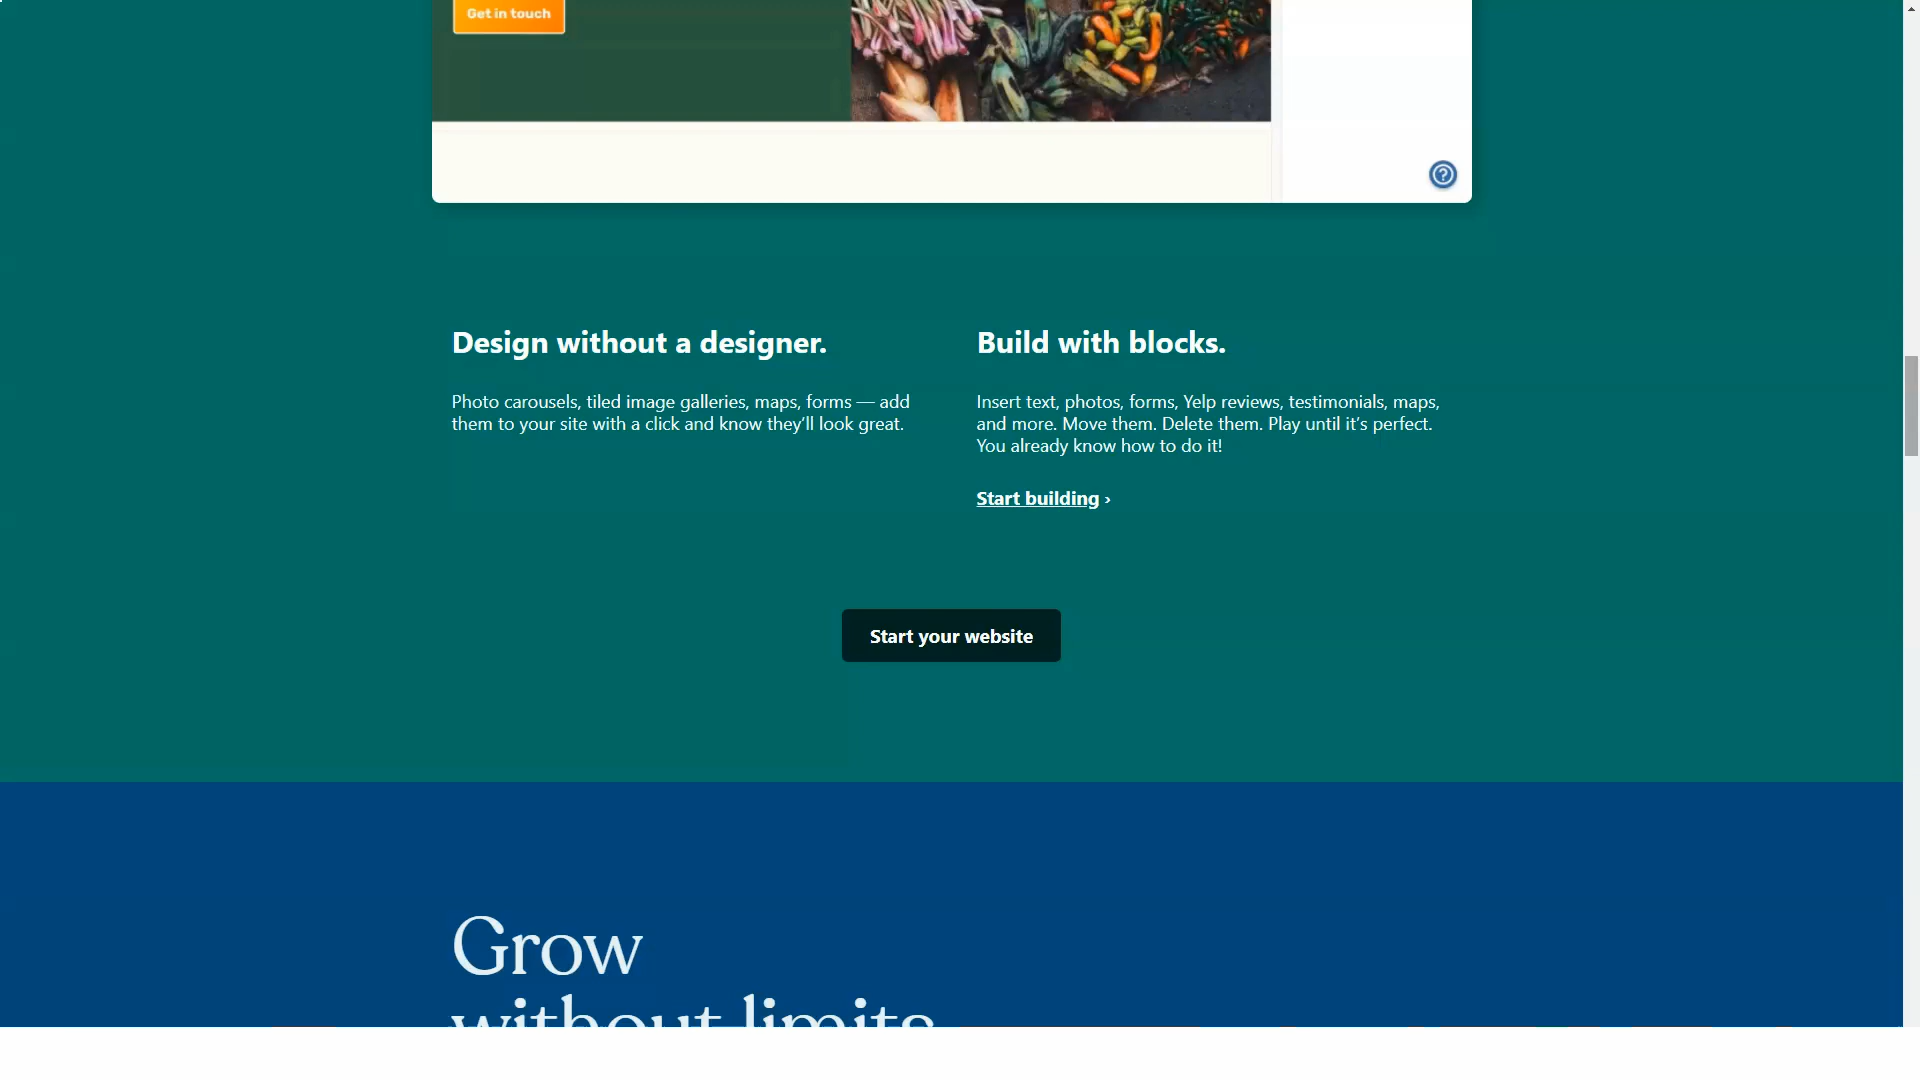 Get in touch
Design without a designer.
Photo carousels, tiled image galleries, maps, forms — add
them to your site with a click and know they’ll look great.
Build with blocks.
Insert text, photos, forms, Yelp reviews, testimonials, maps,
and more. Move them. Delete them. Play until it’s perfect.
You already know how to do it!
Start building ›
Start your website
Grow
without limits